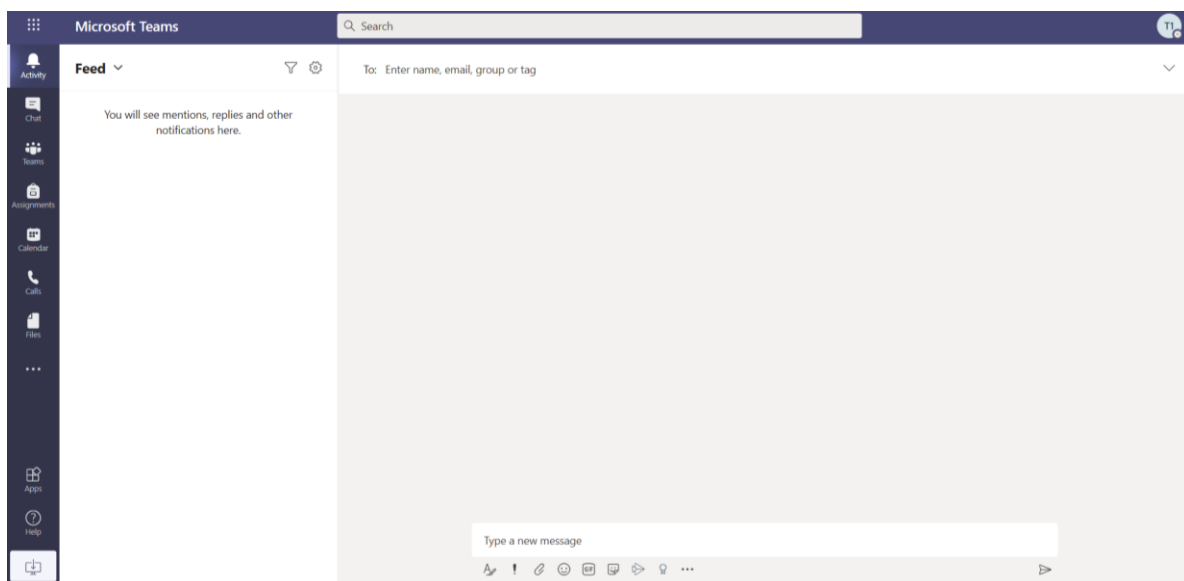 Microsoft Teams
Search
T1
Activity
Chat
Teams
Assignments
Calendar
Calls
Files
Apps
Help
Feed
You will see mentions, replies and other
notifications here.
To: Enter name, email, group or tag
Type a new message
GIF